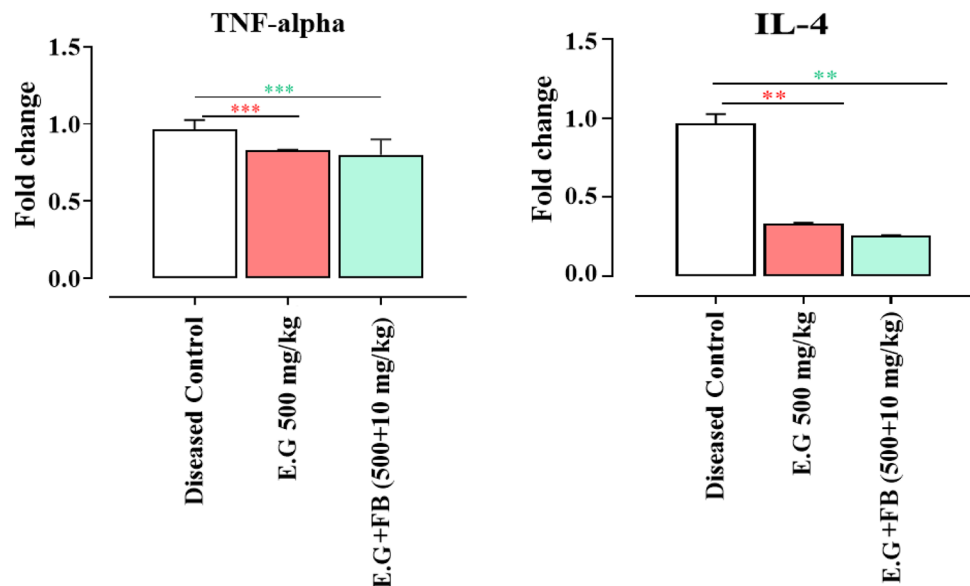 TNF-alpha
Fold change
1.5
1.0
0.5
0.0
***
***
Diseased Control
E.G 500 mg/kg
E.G+FB (500+10 mg/kg)
IL-4
Fold change
1.5
1.0
0.5
0.0
**
**
Diseased Control
E.G 500 mg/kg
E.G+FB (500+10 mg/kg)